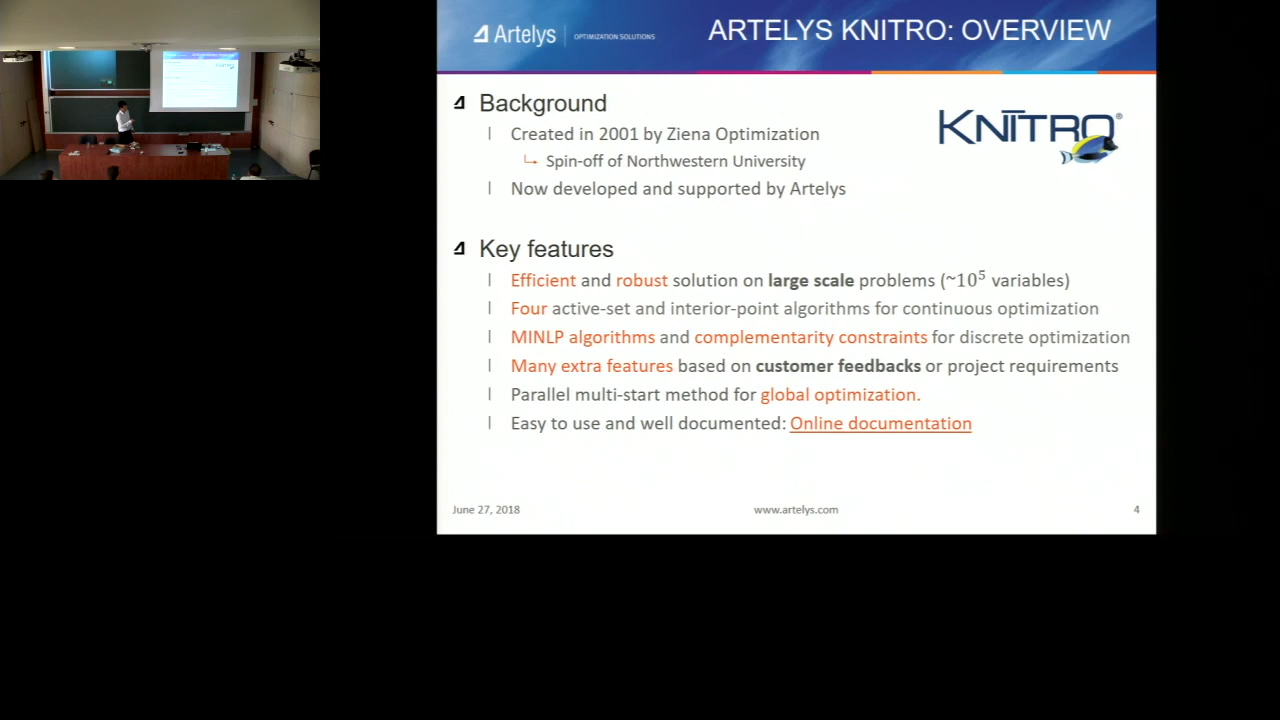 Artelys
OPTIMIZATION SOLUTIONS
ARTELYS KNITRO: OVERVIEW
Background
KNITRO®
Created in 2001 by Ziena Optimization
Spin-off of Northwestern University
Now developed and supported by Artelys
Key features
Efficient and robust solution on large scale problems (~10⁵ variables)
Four active-set and interior-point algorithms for continuous optimization
MINLP algorithms and complementarity constraints for discrete optimization
Many extra features based on customer feedbacks or project requirements
Parallel multi-start method for global optimization.
Easy to use and well documented: Online documentation
June 27, 2018
www.artelys.com
4